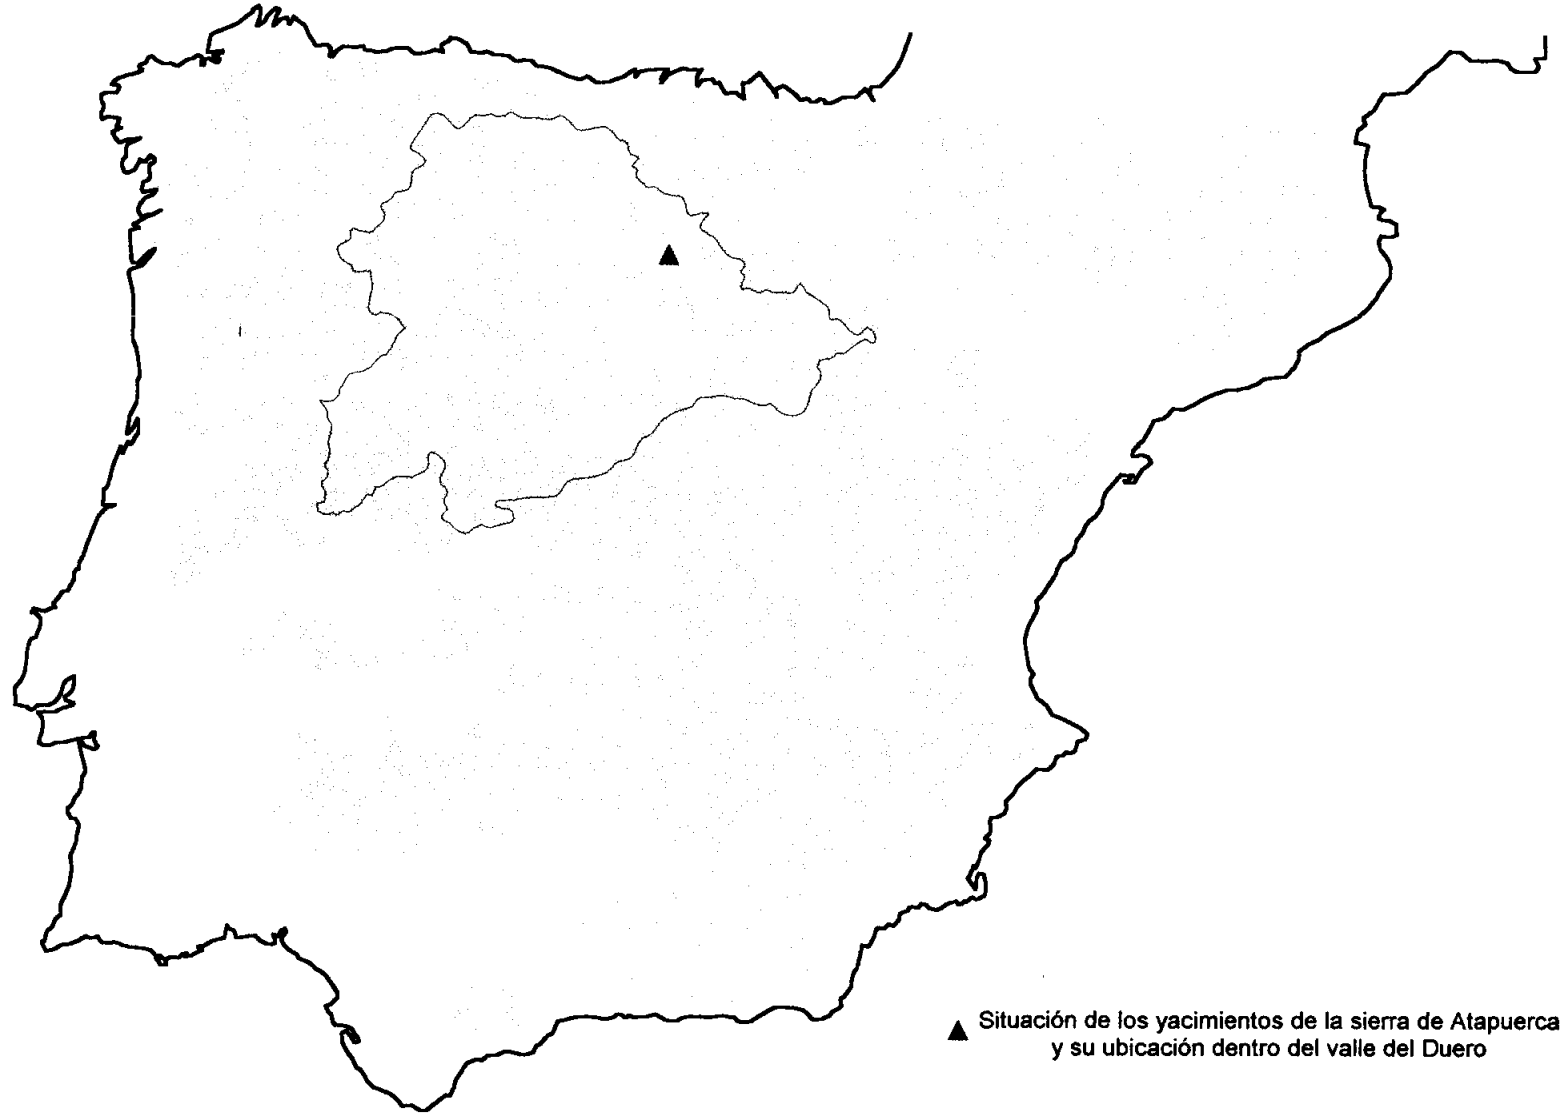 Situación de los yacimientos de la sierra de Atapuerca
y su ubicación dentro del valle del Duero